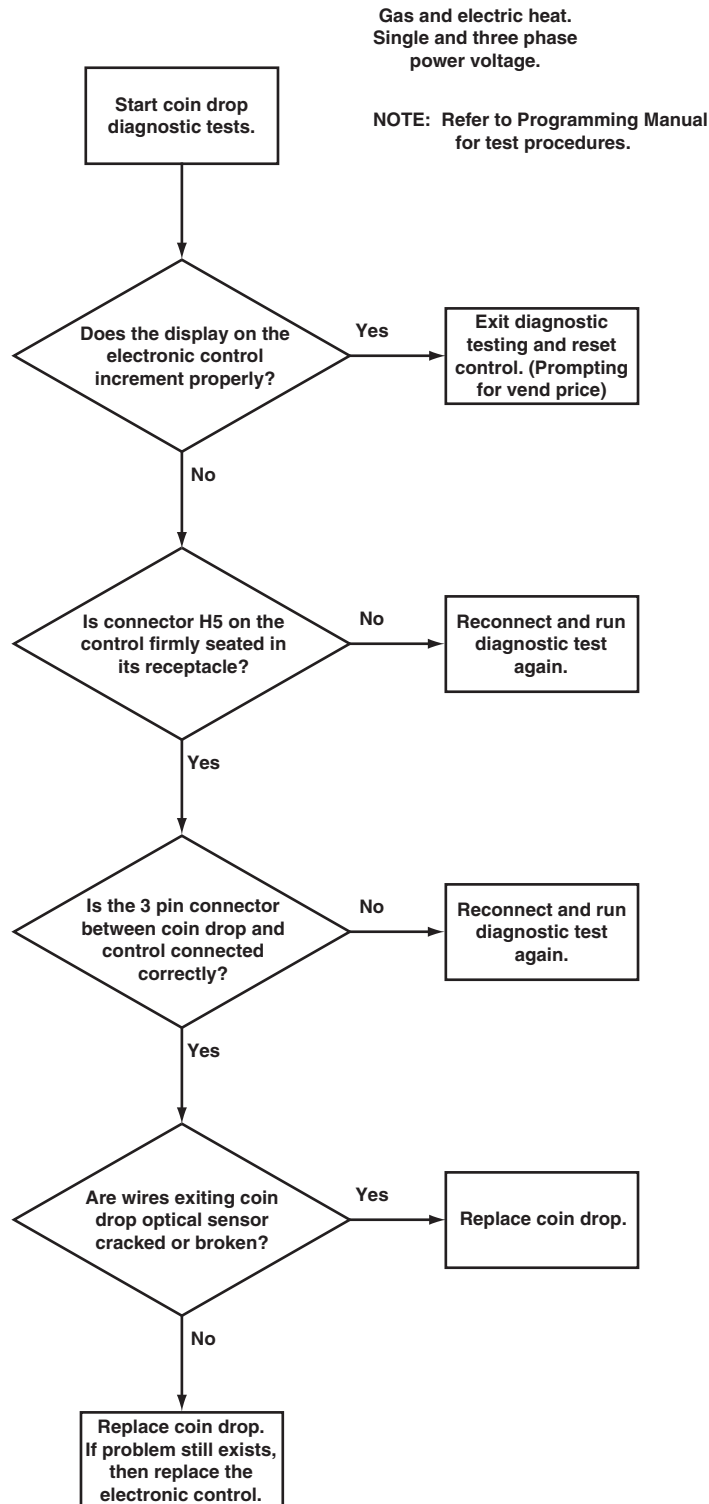 Gas and electric heat.
Single and three phase
power voltage.
Start coin drop
diagnostic tests.
NOTE: Refer to Programming Manual
for test procedures.
Does the display on the
electronic control
increment properly?
Yes
Exit diagnostic
testing and reset
control. (Prompting
for vend price)
No
Is connector H5 on the
control firmly seated in
its receptacle?
No
Reconnect and run
diagnostic test
again.
Yes
Is the 3 pin connector
between coin drop and
control connected
correctly?
No
Reconnect and run
diagnostic test
again.
Yes
Are wires exiting coin
drop optical sensor
cracked or broken?
Yes
Replace coin drop.
No
Replace coin drop.
If problem still exists,
then replace the
electronic control.